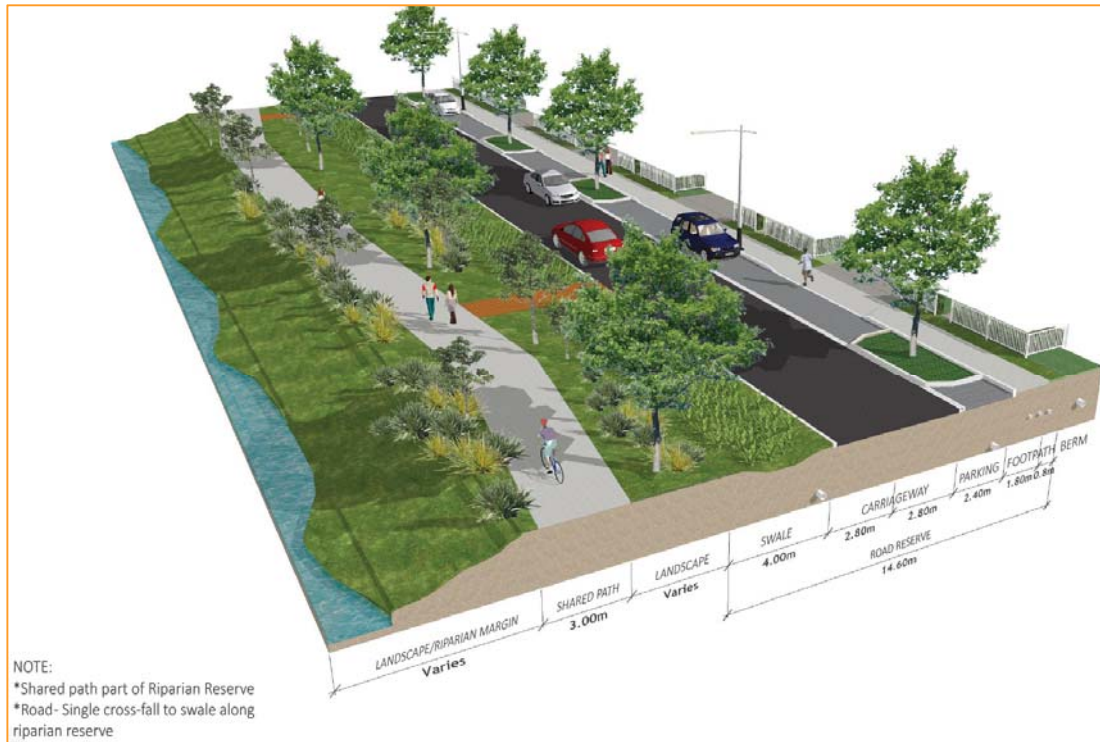 LANDSCAPE/RIPARIAN MARGIN
Varies
SHARED PATH
3.00m
LANDSCAPE
Varies
SWALE
4.00m
CARRIAGEWAY
2.80m
2.80m
PARKING
2.40m
FOOTPATH
1.80m
0.8m
BERM
ROAD RESERVE
14.60m
NOTE:
*Shared path part of Riparian Reserve
*Road- Single cross-fall to swale along
riparian reserve